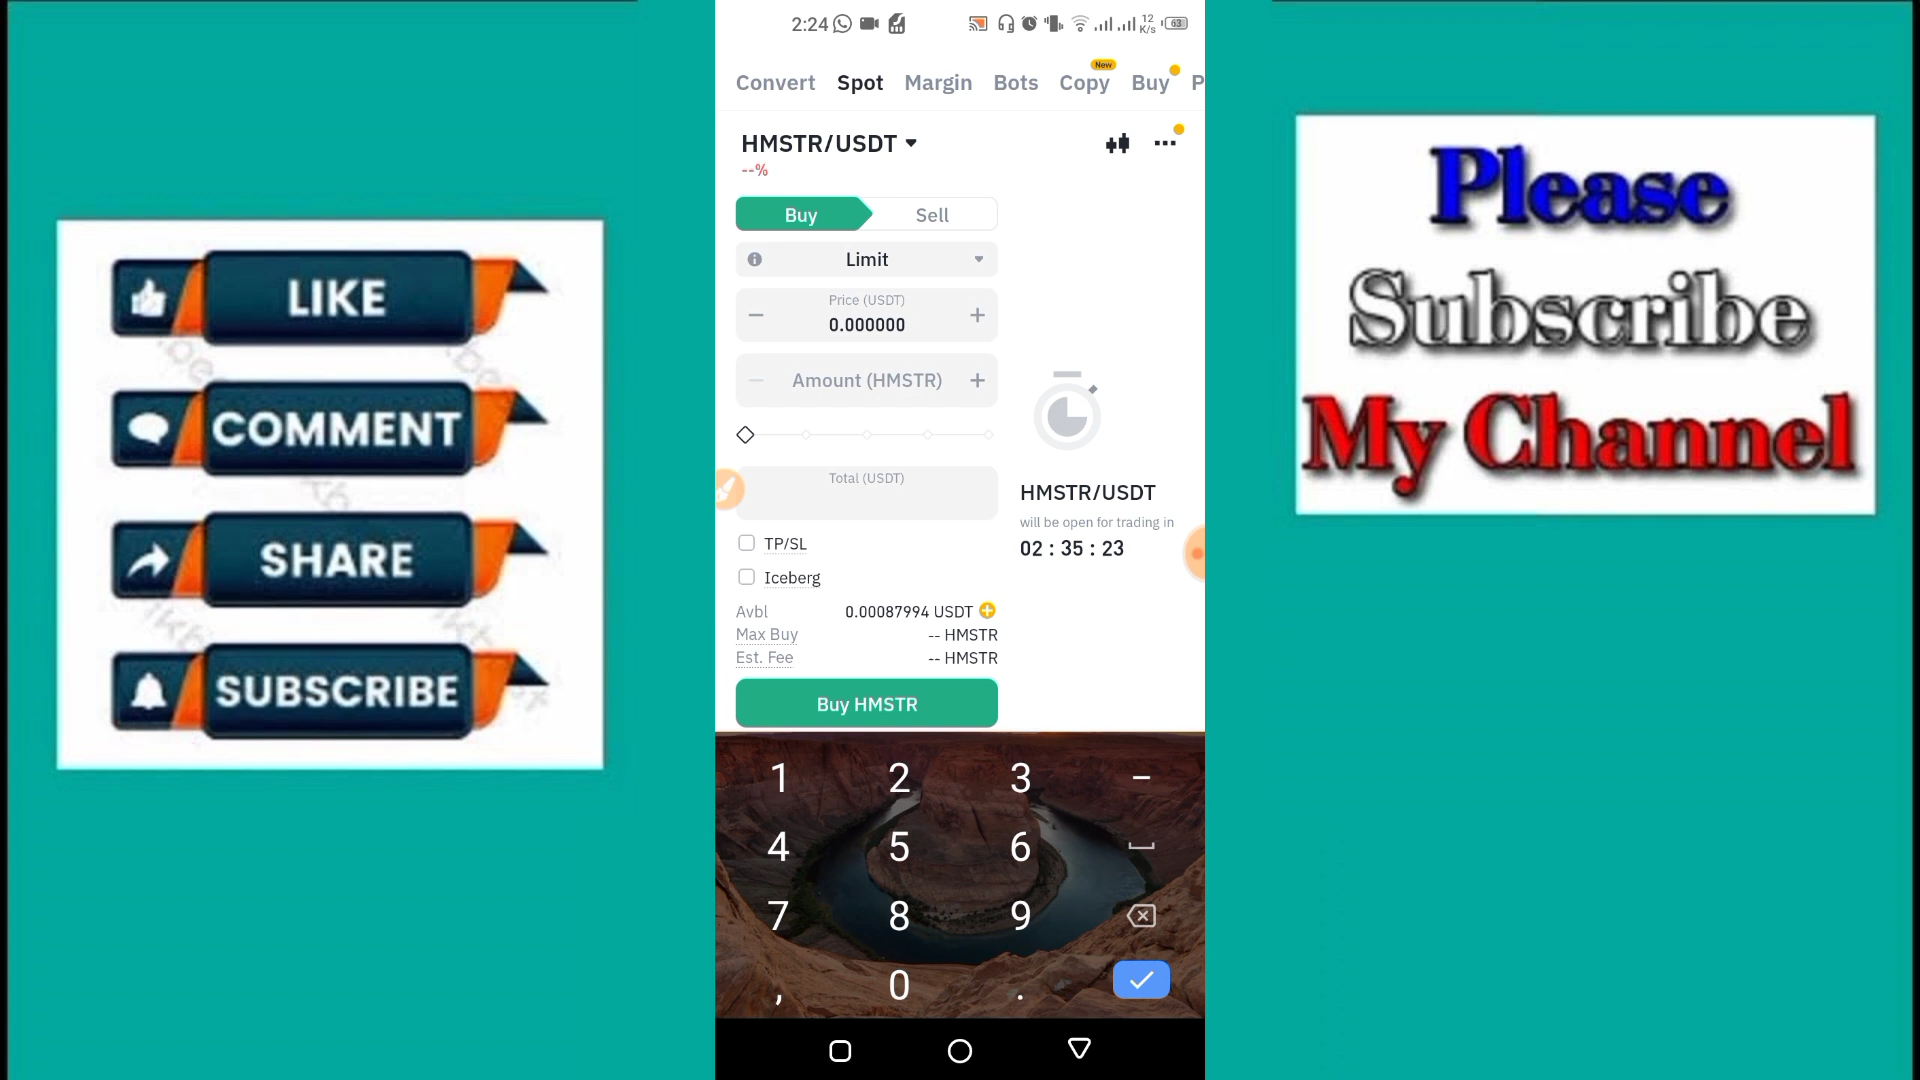 LIKE
COMMENT
SHARE
SUBSCRIBE
2:24
12
K/s
63
Convert Spot Margin Bots Copy New Buy P
HMSTR/USDT
--%
Buy Sell
Limit
Price (USDT)
0.000000
Amount (HMSTR)
Total (USDT)
TP/SL
Iceberg
Avbl 0.00087994 USDT
Max Buy -- HMSTR
Est. Fee -- HMSTR
Buy HMSTR
HMSTR/USDT
will be open for trading in
02 : 35 : 23
1 2 3 −
4 5 6
7 8 9
, 0 .
Please
Subscribe
My Channel